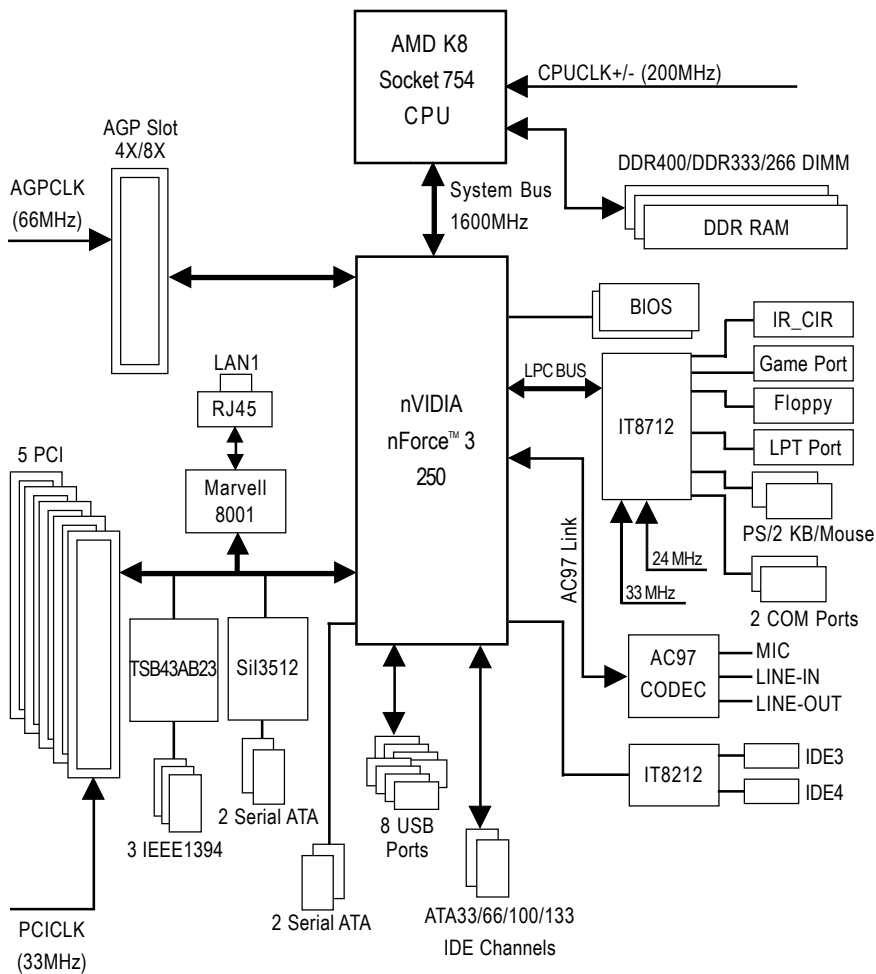 AMD K8
Socket 754
CPU
CPUCLK+/- (200MHz)
AGP Slot
4X/8X
AGPCLK
(66MHz)
System Bus
1600MHz
DDR400/DDR333/266 DIMM
DDR RAM
BIOS
IR_CIR
Game Port
Floppy
LPT Port
LPC BUS
IT8712
LAN1
RJ45
nVIDIA
nForce™ 3
250
5 PCI
Marvell
8001
PS/2 KB/Mouse
24 MHz
33 MHz
2 COM Ports
AC97 Link
TSB43AB23
SiI3512
AC97
CODEC
MIC
LINE-IN
LINE-OUT
IT8212
IDE3
IDE4
2 Serial ATA
3 IEEE1394
8 USB
Ports
2 Serial ATA
ATA33/66/100/133
IDE Channels
PCICLK
(33MHz)